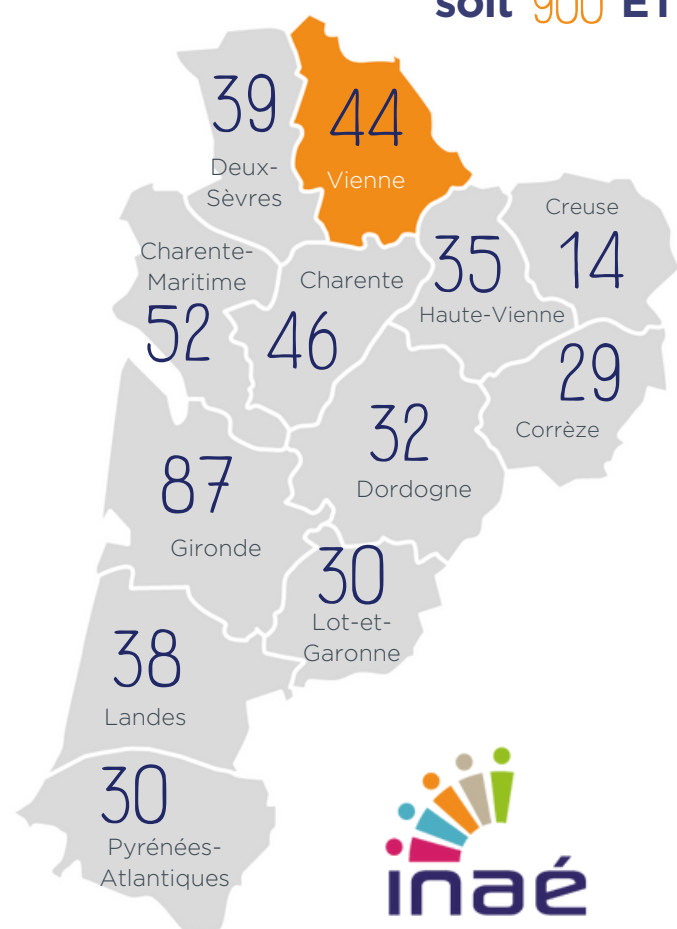 soit 900 ET
39
Deux-
Sèvres
44
Vienne
Creuse
14
Charente-
Maritime
52
Charente
46
35
Haute-Vienne
29
Corrèze
32
Dordogne
87
Gironde
30
Lot-et-
Garonne
38
Landes
30
Pyrénées-
Atlantiques
inaé